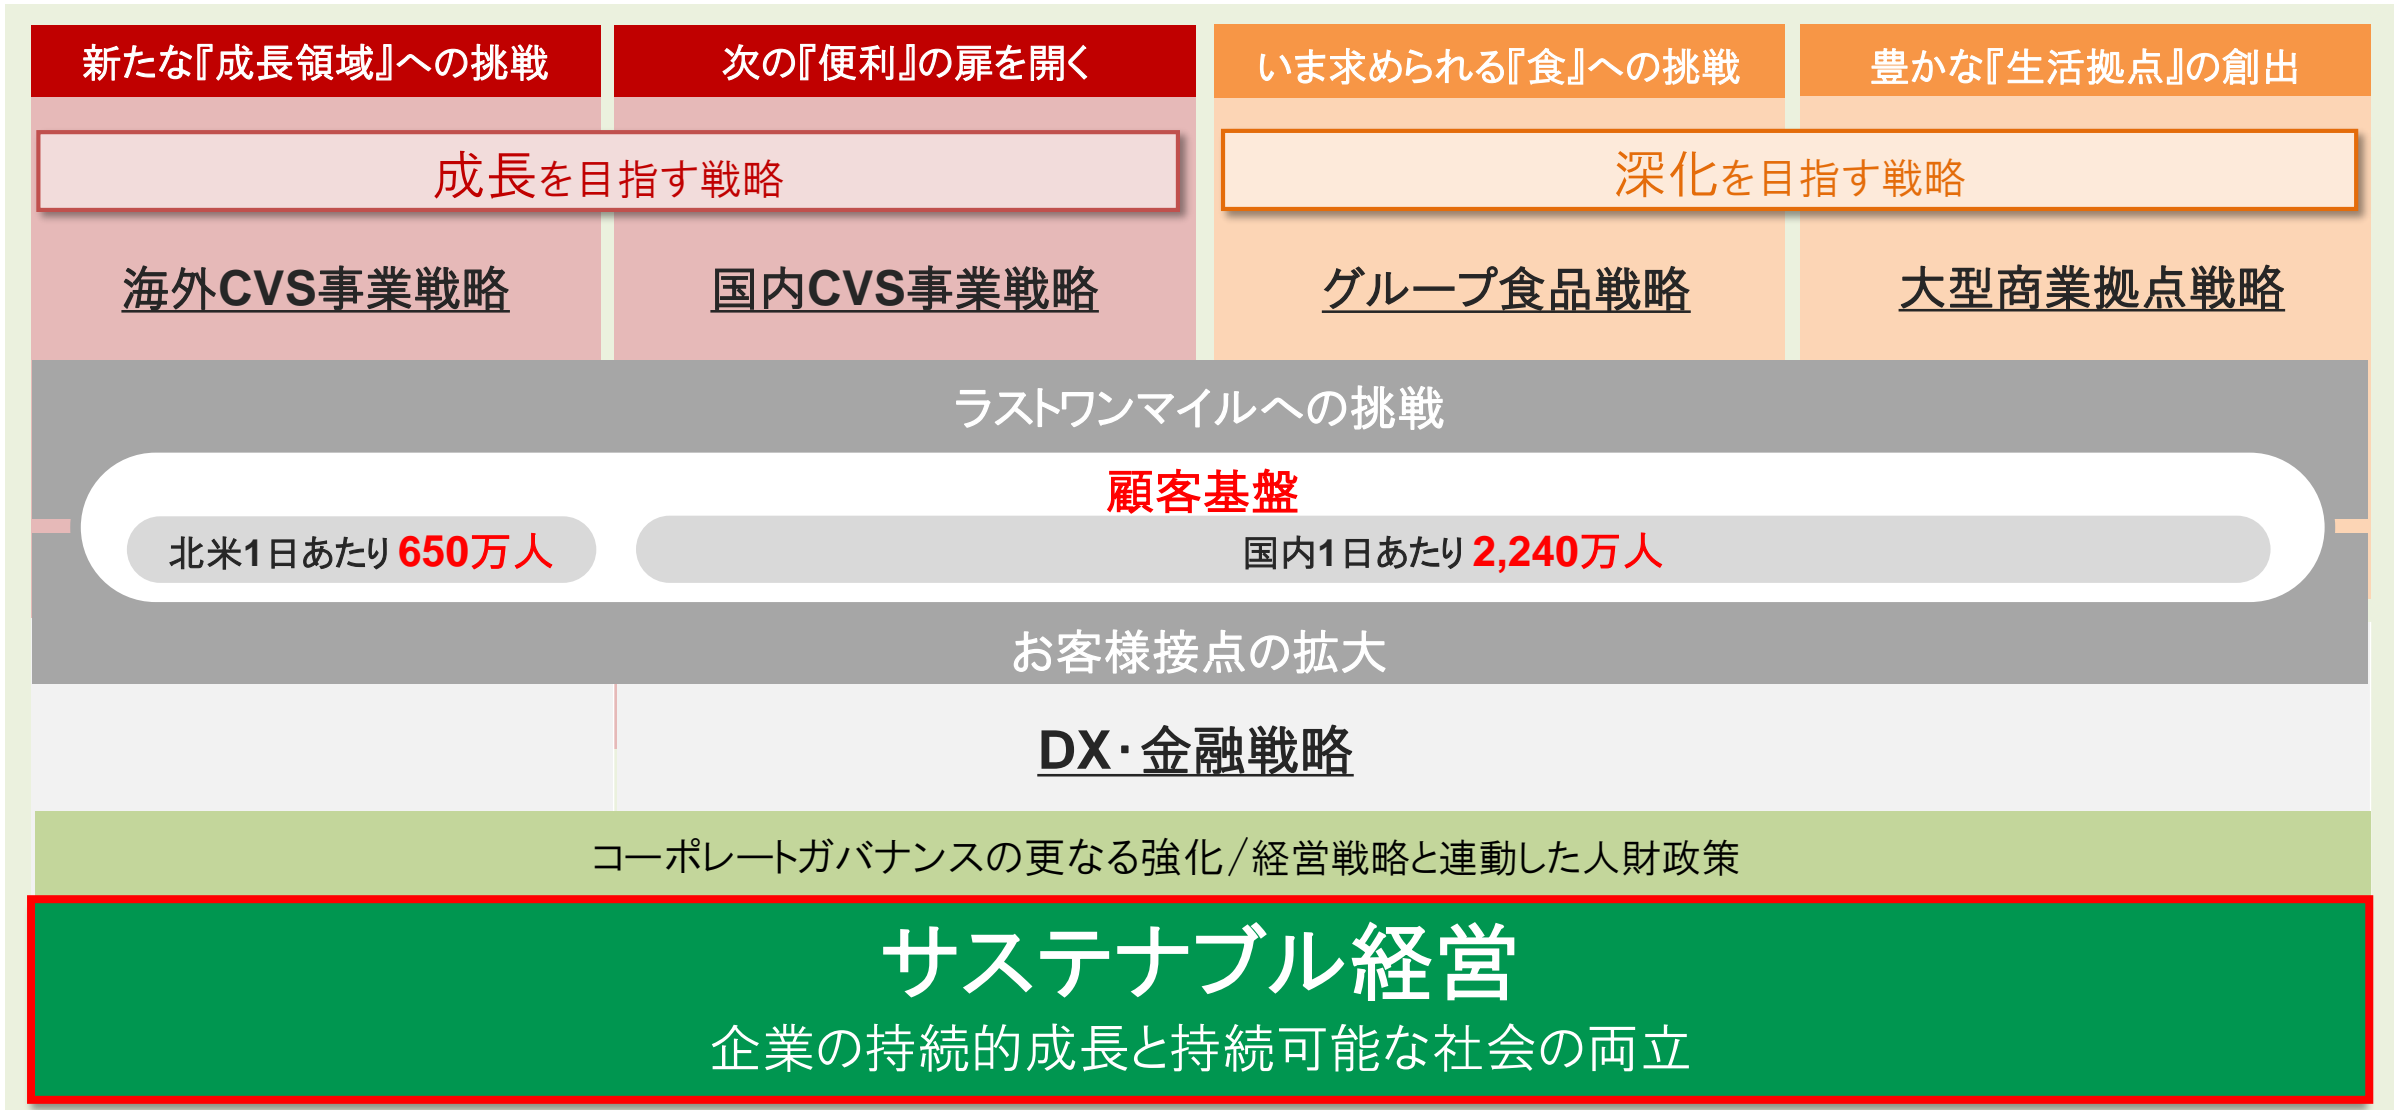 新たな『成長領域』への挑戦
次の『便利』の扉を開く
いま求められる『食』への挑戦
豊かな『生活拠点』の創出
成長を目指す戦略
深化を目指す戦略
海外CVS事業戦略
国内CVS事業戦略
グループ食品戦略
大型商業拠点戦略
ラストワンマイルへの挑戦
顧客基盤
北米1日あたり 650万人
国内1日あたり 2,240万人
お客様接点の拡大
DX・金融戦略
コーポレートガバナンスの更なる強化/経営戦略と連動した人財政策
サステナブル経営
企業の持続的成長と持続可能な社会の両立